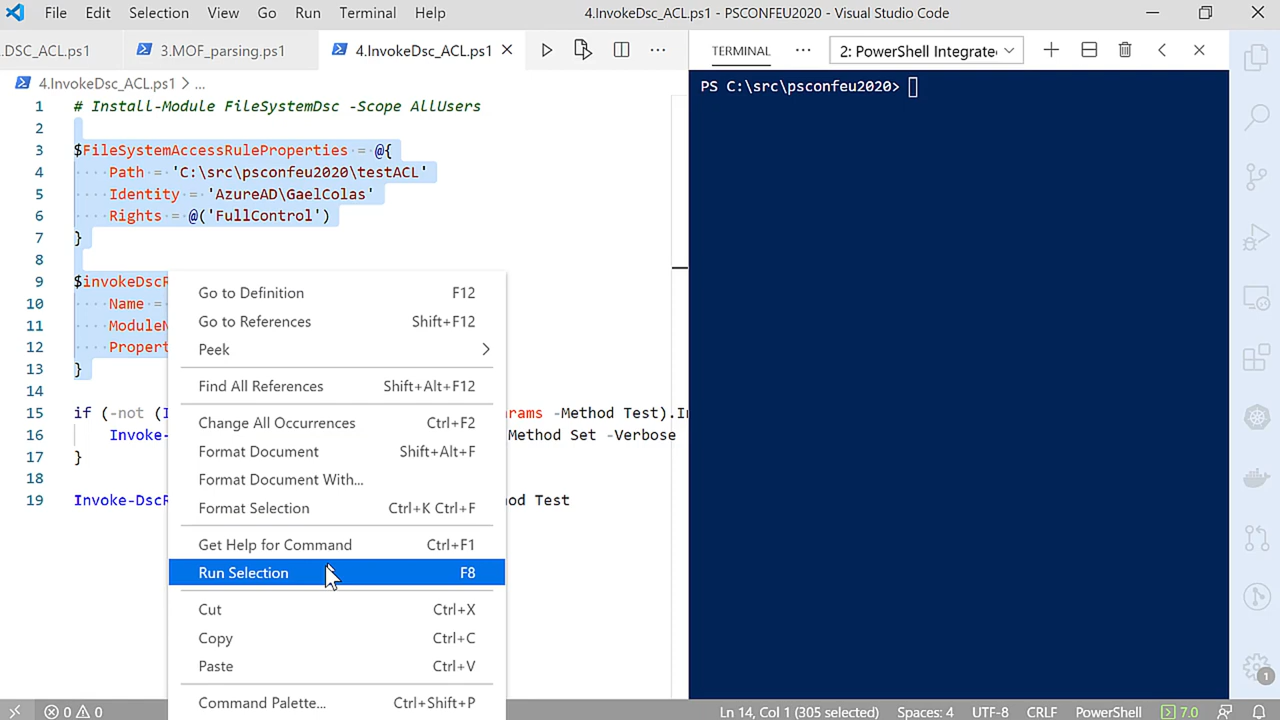 File Edit Selection View Go Run Terminal Help 4.InvokeDsc_ACL.ps1 - PSCONFEU2020 - Visual Studio Code
.DSC_ACL.ps1 3.MOF_parsing.ps1 4.InvokeDsc_ACL.ps1
4.InvokeDsc_ACL.ps1 > ...
1 # Install-Module FileSystemDsc -Scope AllUsers
2
3 $FileSystemAccessRuleProperties = @{
4 Path = 'C:\src\psconfeu2020\testACL'
5 Identity = 'AzureAD\GaelColas'
6 Rights = @('FullControl')
7 }
8
9 $invokeDscR
10 Name =
11 ModuleN
12 Propert
13 }
14
15 if (-not (I rams -Method Test).In
16 Invoke- Method Set -Verbose
17 }
18
19 Invoke-DscR hod Test
Go to Definition F12
Go to References Shift+F12
Peek
Find All References Shift+Alt+F12
Change All Occurrences Ctrl+F2
Format Document Shift+Alt+F
Format Document With...
Format Selection Ctrl+K Ctrl+F
Get Help for Command Ctrl+F1
Run Selection F8
Cut Ctrl+X
Copy Ctrl+C
Paste Ctrl+V
Command Palette... Ctrl+Shift+P
TERMINAL ... 2: PowerShell Integrate
PS C:\src\psconfeu2020>
1
0 0 Ln 14, Col 1 (305 selected) Spaces: 4 UTF-8 CRLF PowerShell 7.0